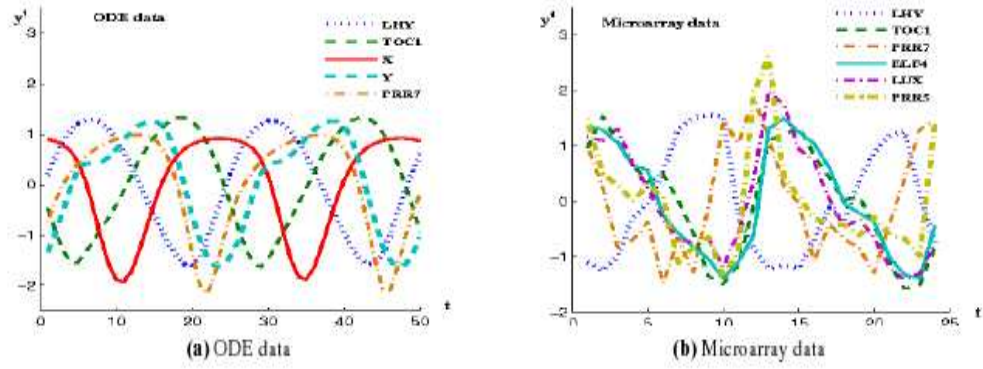 y^t
ODE data
LHY
TOC1
X
Y
PRR7
3
2
1
0
−1
−2
0
10
20
30
40
50
t
(a) ODE data
y^t
Microarray data
LHY
TOC1
PRR7
ELF4
LUX
PRR5
3
2
1
0
−1
−2
0
5
10
15
20
25
t
(b) Microarray data